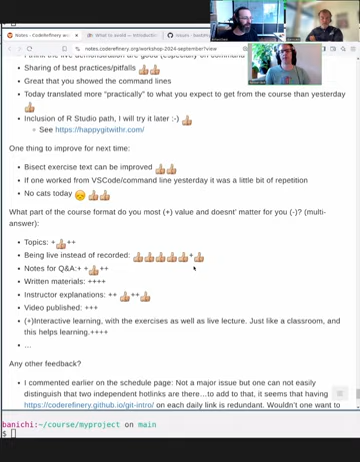 Notes - Coderefinery.org
What to avoid — Introductio
notes.coderefinery.org/workshop-2024-september?view
Sharing of best practices/pitfalls 👍👍
Great that you showed the command lines
Today translated more "practically" to what you expect to get from the course than yesterday
👍
Inclusion of R Studio path, I will try it later :-) 👍
See https://happygitwithr.com/
One thing to improve for next time:
Bisect exercise text can be improved 👍👍
If one worked from VSCode/command line yesterday it was a little bit of repetition
No cats today 😞 👍👍
What part of the course format do you most (+) value and doesnt' matter for you (-)? (multi-
answer):
Topics: +👍++
Being live instead of recorded: 👍👍👍👍👍+👍
Notes for Q&A:+ +👍++
Written materials: ++++
Instructor explanations: ++ 👍++👍
Video published: +++
(+)Interactive learning, with the exercises as well as live lecture. Just like a classroom, and
this helps learning.++++
...
Any other feedback?
I commented earlier on the schedule page: Not a major issue but one can not easily
distinguish that two independent hotlinks are there...to add to that, it seems that having
https://coderefinery.github.io/git-intro/ on each daily link is redundant. Wouldn't one want to
banichi:~/course/myproject on main
$